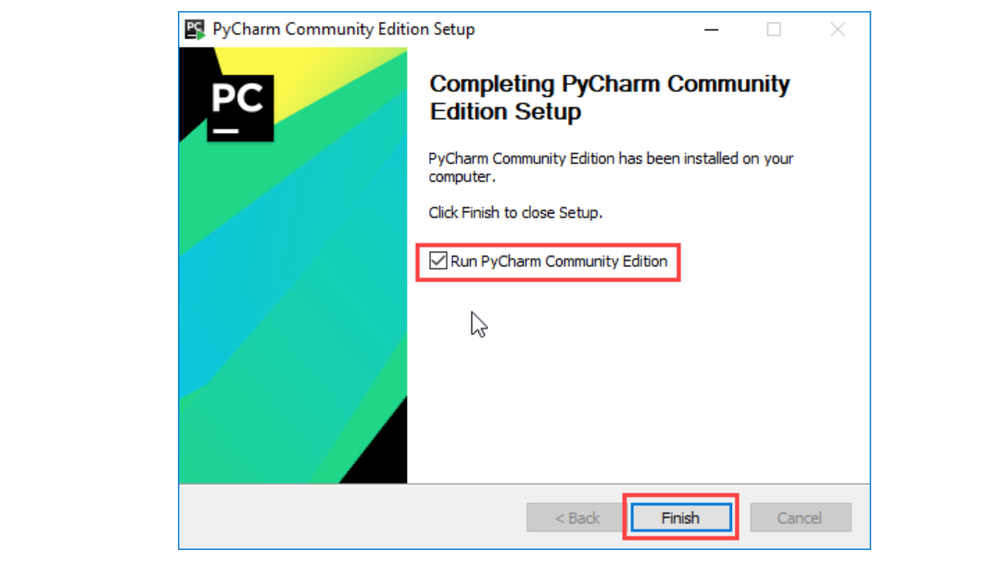 PyCharm Community Edition Setup
PC
Completing PyCharm Community
Edition Setup
PyCharm Community Edition has been installed on your
computer.
Click Finish to close Setup.
Run PyCharm Community Edition
< Back Finish Cancel